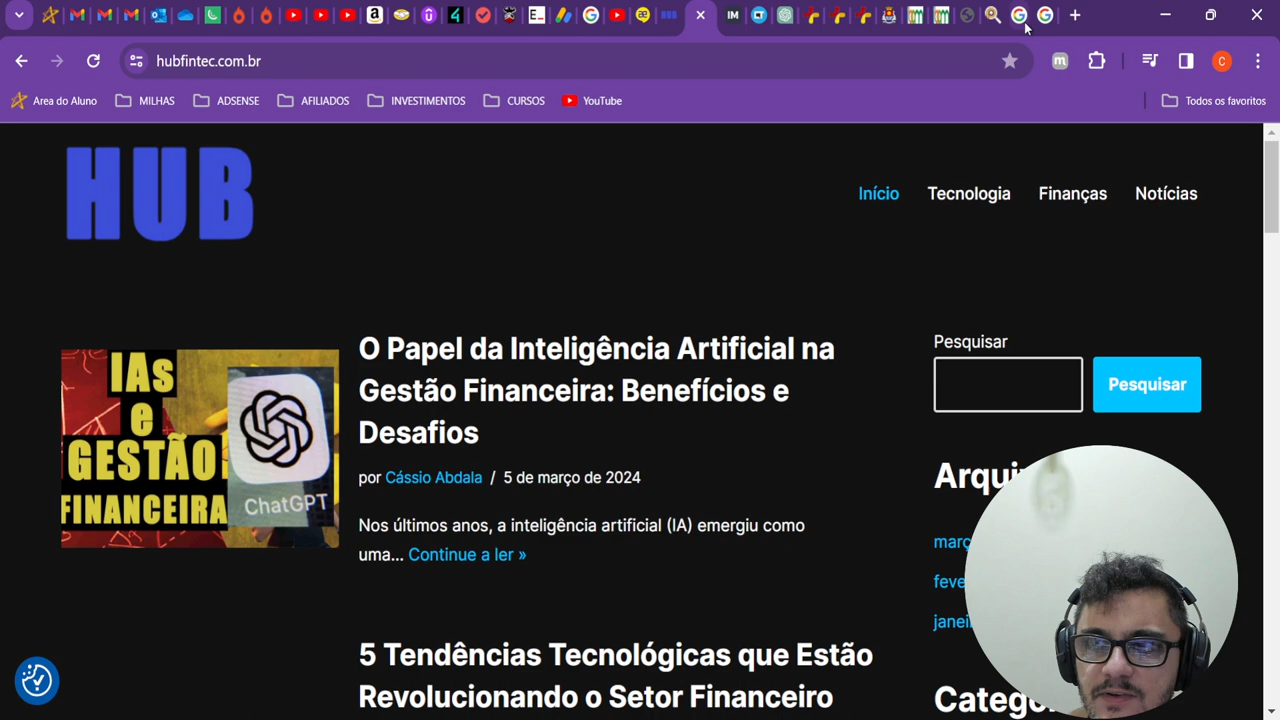 hubfintec.com.br
C
Area do Aluno
MILHAS
ADSENSE
AFILIADOS
INVESTIMENTOS
CURSOS
YouTube
Todos os favoritos
HUB
Início
Tecnologia
Finanças
Notícias
IAs
e
GESTÃO
FINANCEIRA
ChatGPT
O Papel da Inteligência Artificial na
Gestão Financeira: Benefícios e
Desafios
por Cássio Abdala / 5 de março de 2024
Nos últimos anos, a inteligência artificial (IA) emergiu como
uma... Continue a ler »
5 Tendências Tecnológicas que Estão
Revolucionando o Setor Financeiro
Pesquisar
Pesquisar